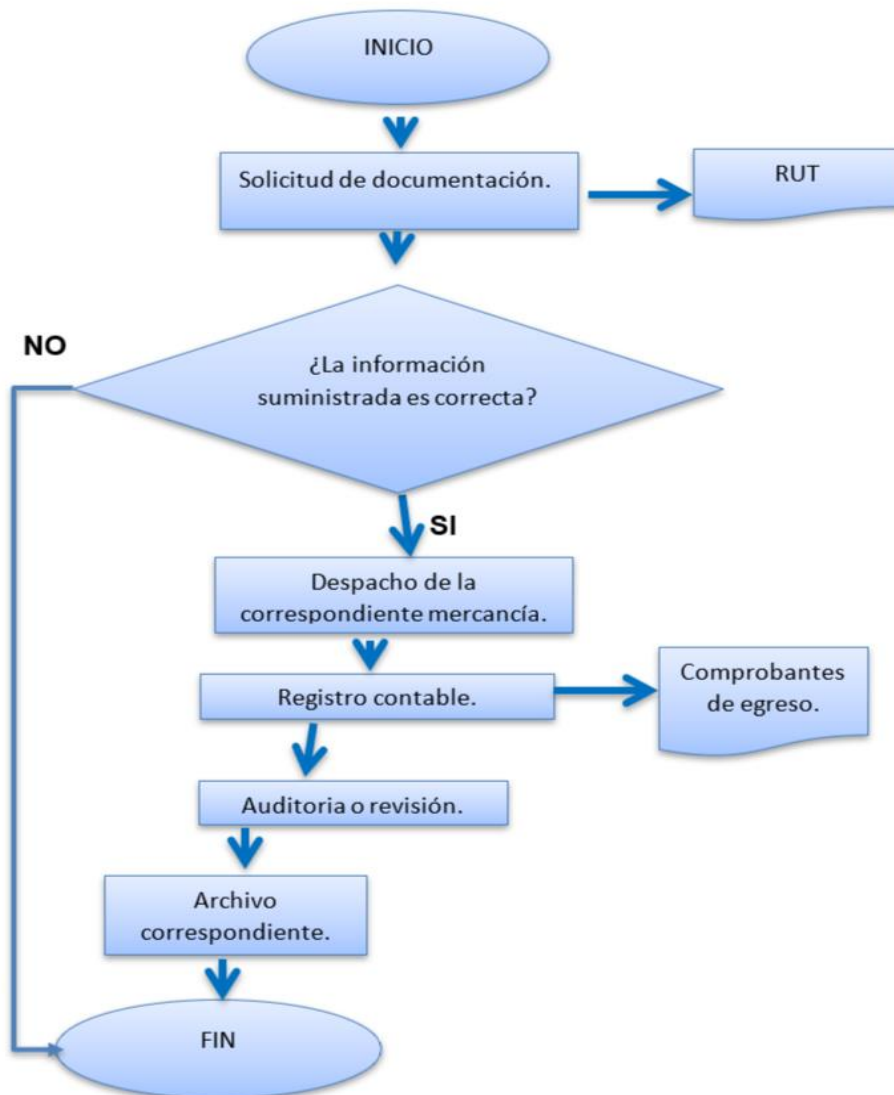 INICIO
Solicitud de documentación.
RUT
NO
¿La información
suministrada es correcta?
SI
Despacho de la
correspondiente mercancía.
Registro contable.
Comprobantes
de egreso.
Auditoria o revisión.
Archivo
correspondiente.
FIN